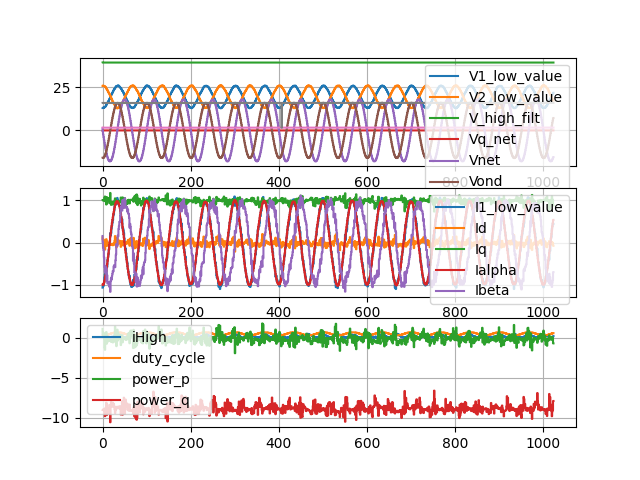 25
0
0
200
400
600
800
1000
V1_low_value
V2_low_value
V_high_filt
Vq_net
Vnet
Vond
1
0
−1
0
200
400
600
800
1000
I1_low_value
Id
Iq
Ialpha
Ibeta
0
−5
−10
0
200
400
600
800
1000
iHigh
duty_cycle
power_p
power_q